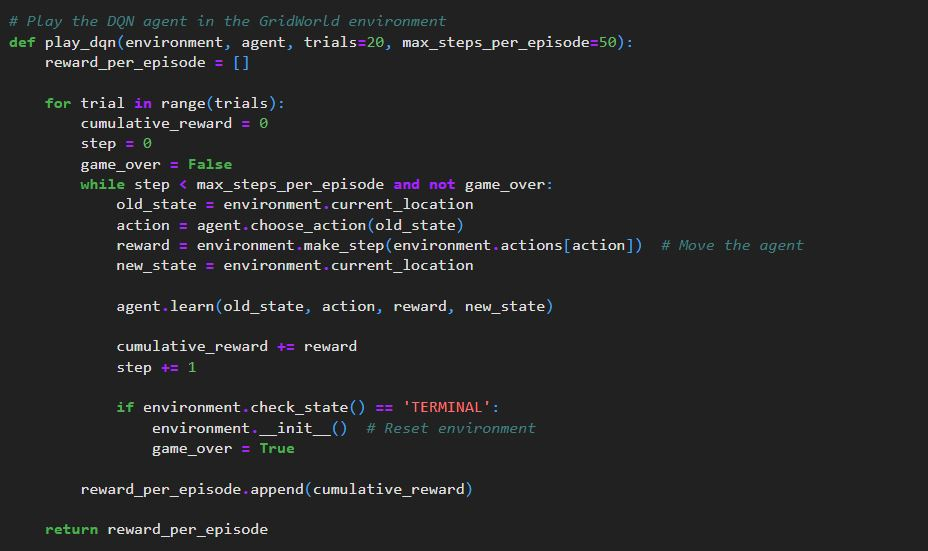 # Play the DQN agent in the GridWorld environment
def play_dqn(environment, agent, trials=20, max_steps_per_episode=50):
    reward_per_episode = []

    for trial in range(trials):
        cumulative_reward = 0
        step = 0
        game_over = False
        while step < max_steps_per_episode and not game_over:
            old_state = environment.current_location
            action = agent.choose_action(old_state)
            reward = environment.make_step(environment.actions[action])  # Move the agent
            new_state = environment.current_location

            agent.learn(old_state, action, reward, new_state)

            cumulative_reward += reward
            step += 1

            if environment.check_state() == 'TERMINAL':
                environment.__init__()  # Reset environment
                game_over = True

        reward_per_episode.append(cumulative_reward)

    return reward_per_episode